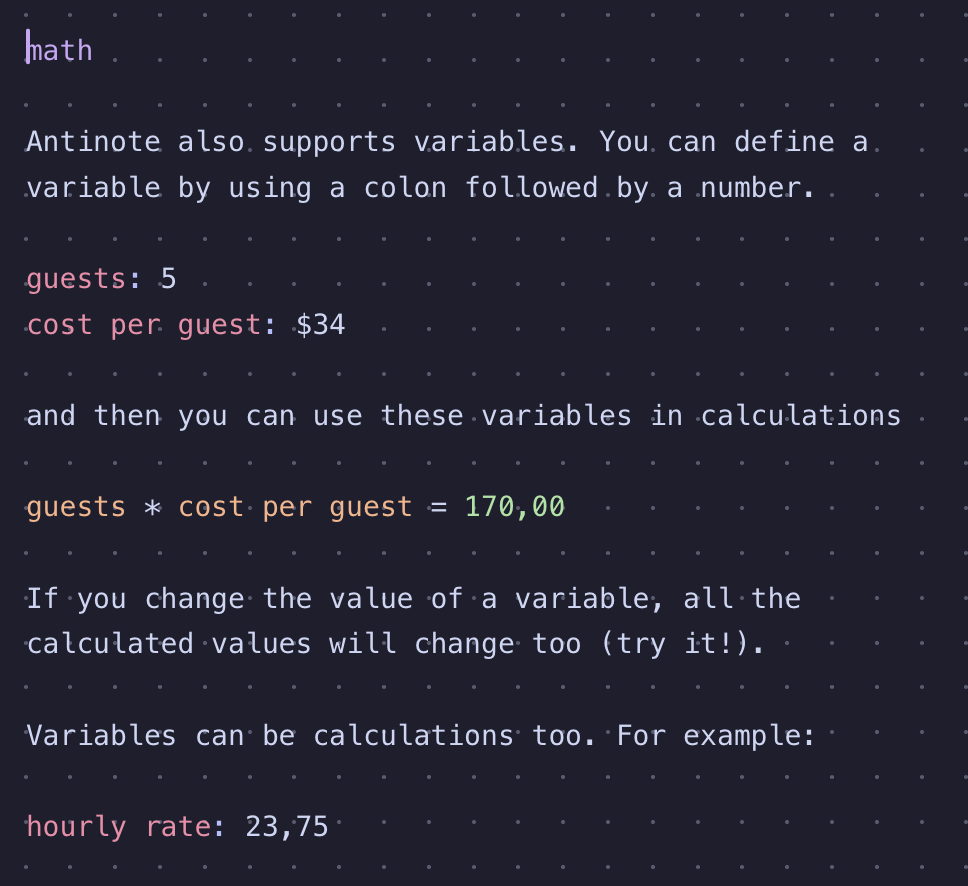 math
Antinote also supports variables. You can define a
variable by using a colon followed by a number.
guests: 5
cost per guest: $34
and then you can use these variables in calculations
guests * cost per guest = 170,00
If you change the value of a variable, all the
calculated values will change too (try it!).
Variables can be calculations too. For example:
hourly rate: 23,75